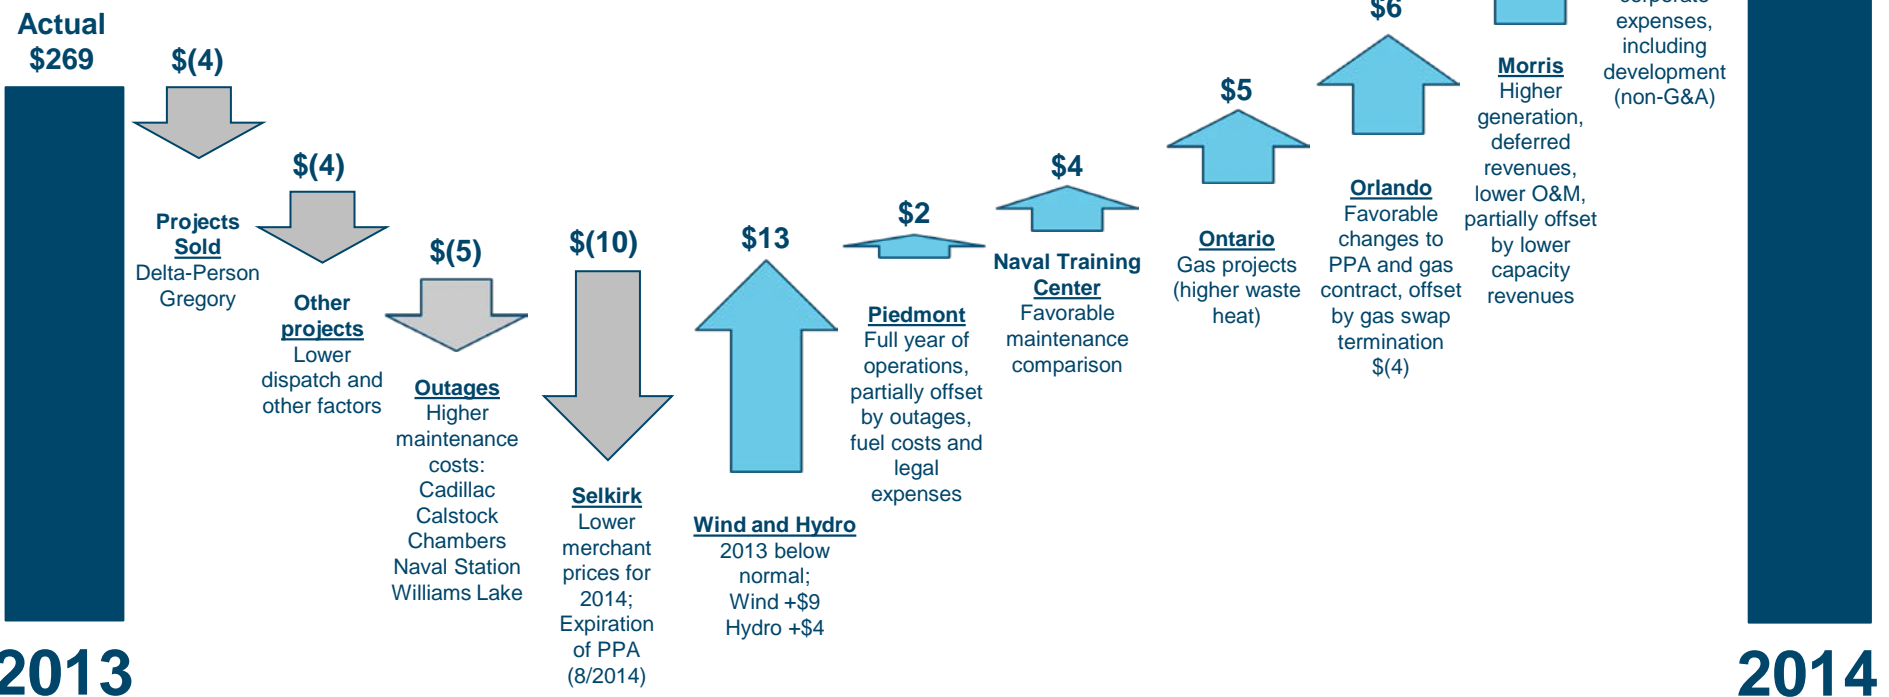 Actual
$269
$(4)
Projects
Sold
Delta-Person
Gregory
$(4)
Other
projects
Lower
dispatch and
other factors
$(5)
Outages
Higher
maintenance
costs:
Cadillac
Calstock
Chambers
Naval Station
Williams Lake
$(10)
Selkirk
Lower
merchant
prices for
2014;
Expiration
of PPA
(8/2014)
$13
Wind and Hydro
2013 below
normal;
Wind +$9
Hydro +$4
$2
Piedmont
Full year of
operations,
partially offset
by outages,
fuel costs and
legal
expenses
$4
Naval Training
Center
Favorable
maintenance
comparison
$5
Ontario
Gas projects
(higher waste
heat)
$6
Orlando
Favorable
changes to
PPA and gas
contract, offset
by gas swap
termination
$(4)
Morris
Higher
generation,
deferred
revenues,
lower O&M,
partially offset
by lower
capacity
revenues
corporate
expenses,
including
development
(non-G&A)
2013
2014